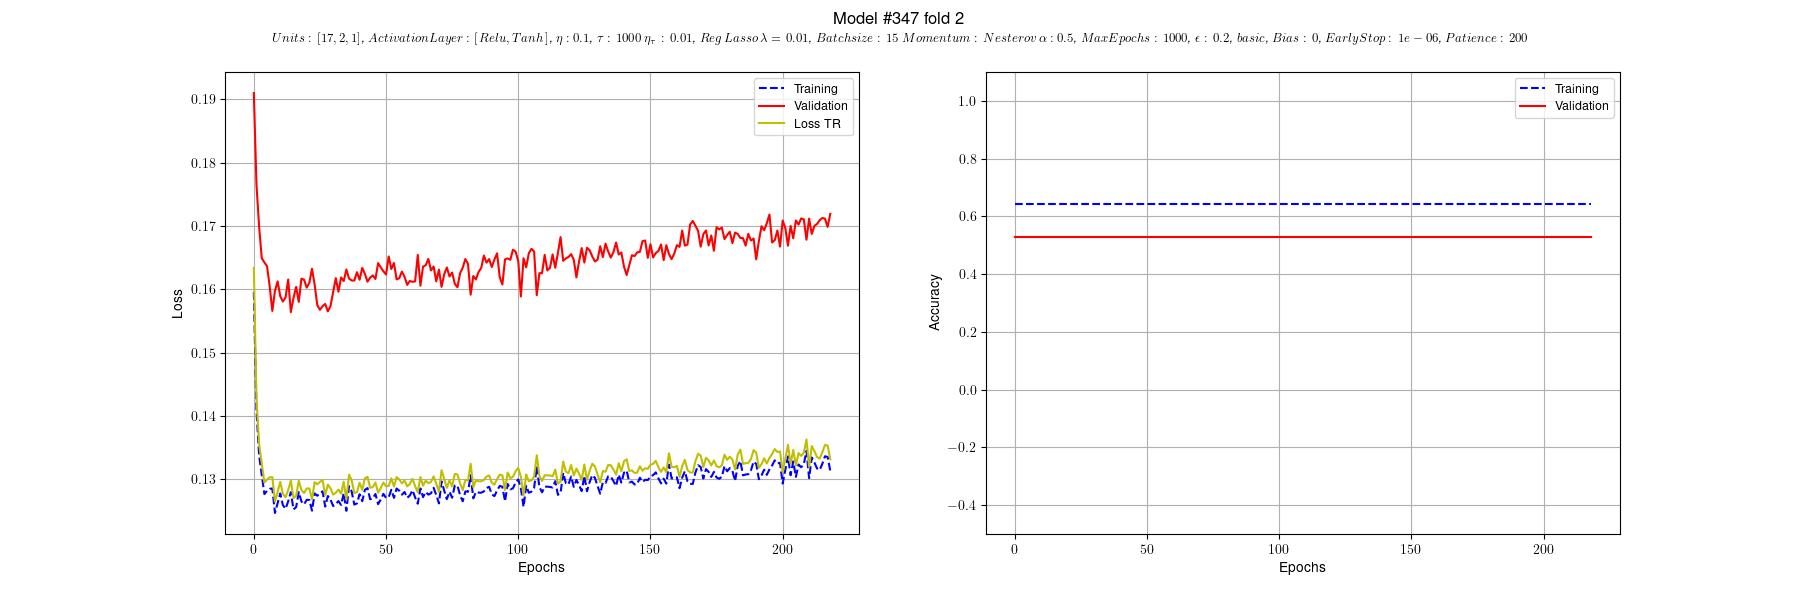 Model #347 fold 2
Units : [17, 2, 1], ActivationLayer : [Relu, Tanh], η : 0.1, τ : 1000 ητ : 0.01, Reg Lasso λ = 0.01, Batchsize : 15 Momentum : Nesterov α : 0.5, MaxEpochs : 1000, ϵ : 0.2, basic, Bias : 0, EarlyStop : 1e − 06, Patience : 200
Training
Validation
Loss TR
0.19
0.18
0.17
0.16
0.15
0.14
0.13
Loss
0 50 100 150 200
Epochs
Training
Validation
1.0
0.8
0.6
0.4
0.2
0.0
−0.2
−0.4
Accuracy
0 50 100 150 200
Epochs